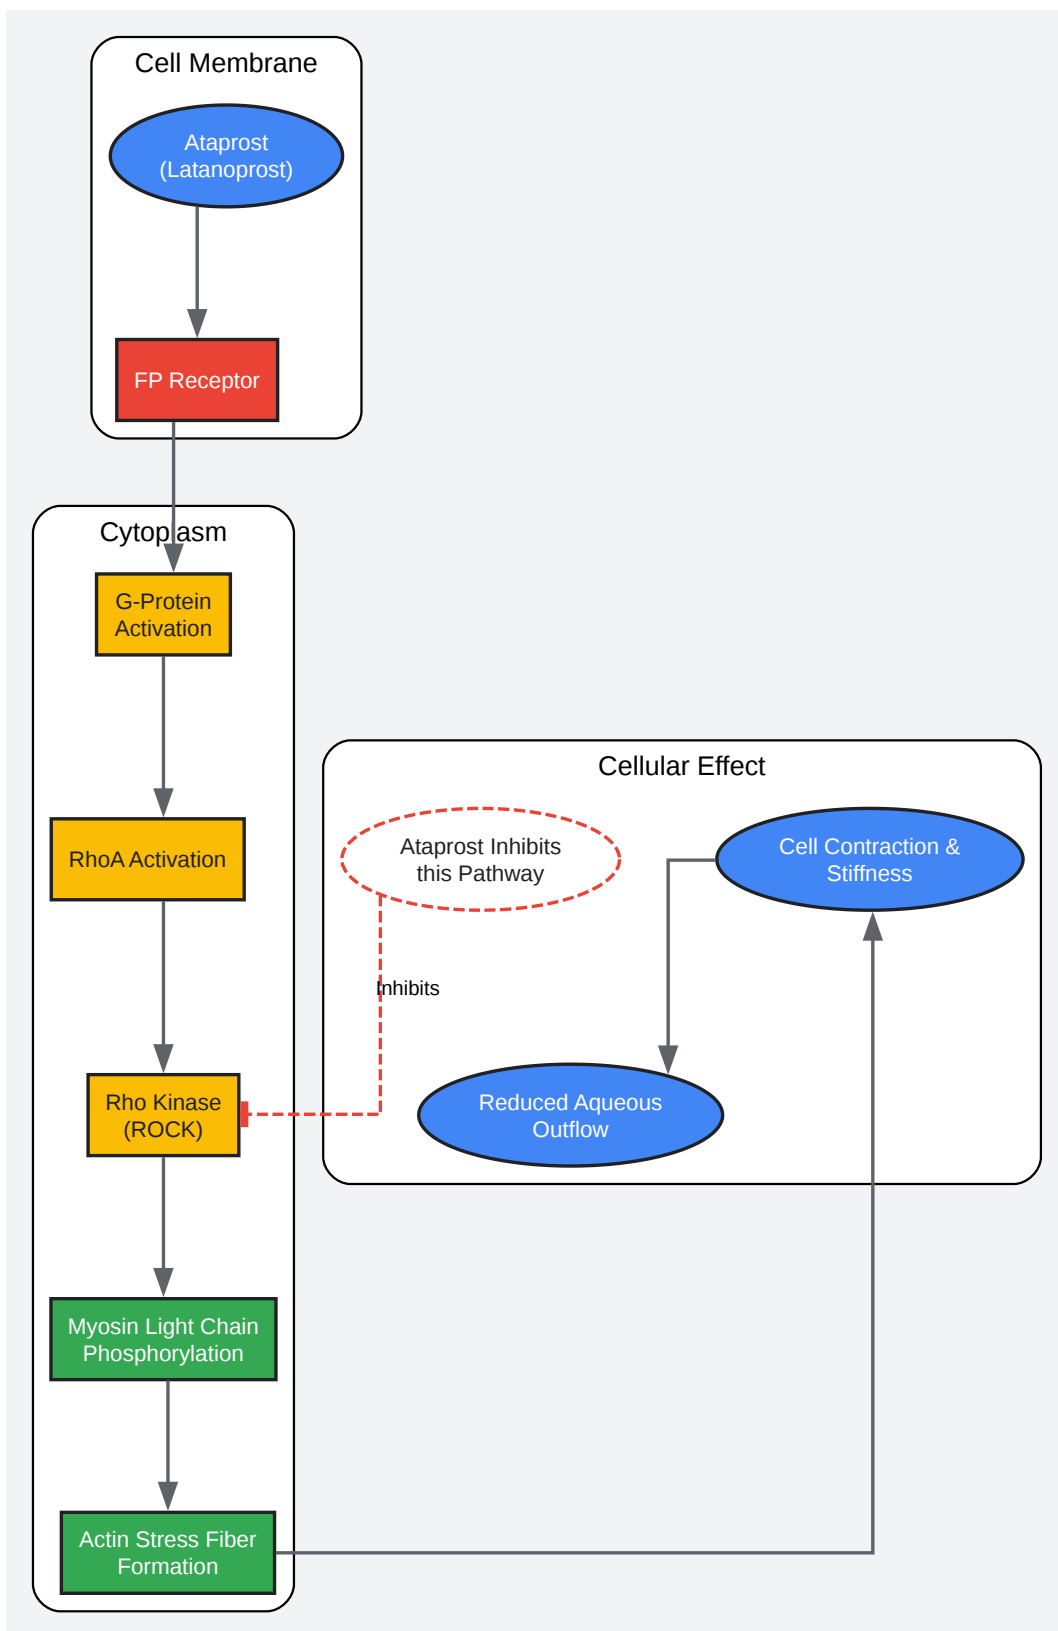 Cell Membrane
Ataprost
(Latanoprost)
FP Receptor
Cytoplasm
G-Protein
Activation
RhoA Activation
Rho Kinase
(ROCK)
Myosin Light Chain
Phosphorylation
Actin Stress Fiber
Formation
Cellular Effect
Ataprost Inhibits
this Pathway
Inhibits
Cell Contraction &
Stiffness
Reduced Aqueous
Outflow